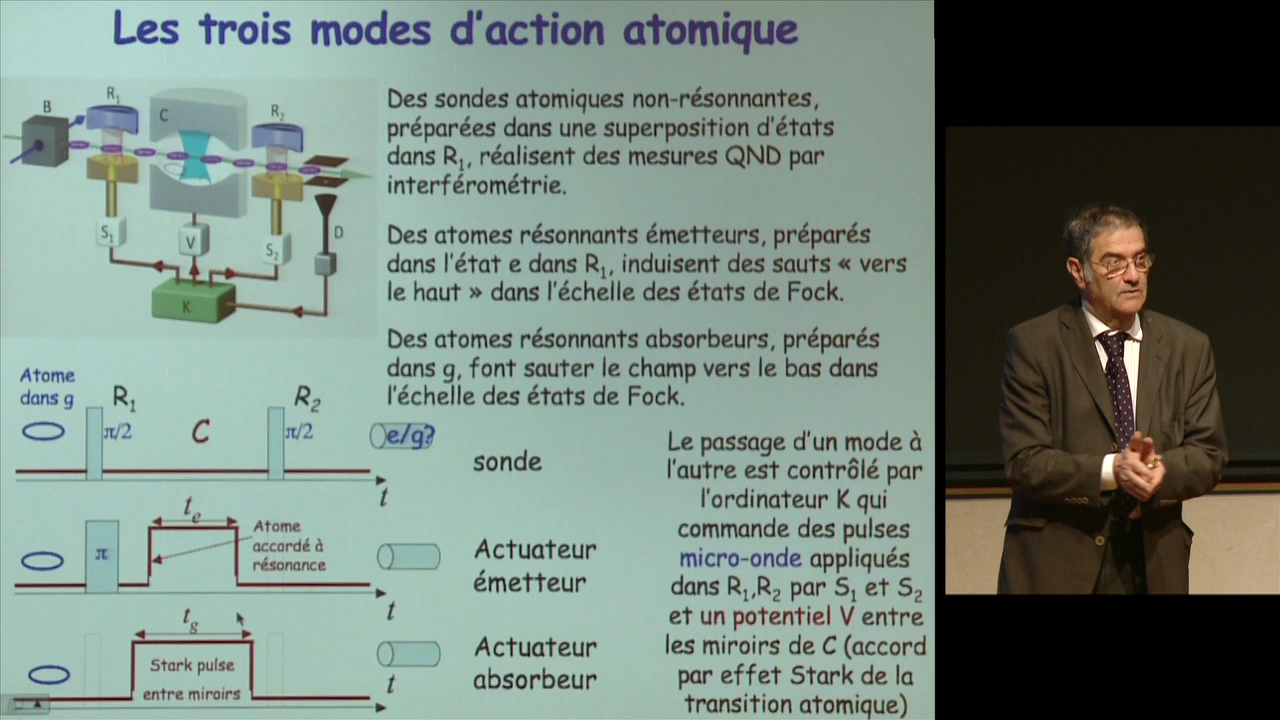 Les trois modes d'action atomique
B
R1
C
R2
S1
V
S2
D
K
Des sondes atomiques non-résonnantes,
préparées dans une superposition d'états
dans R1, réalisent des mesures QND par
interférométrie.
Des atomes résonnants émetteurs, préparés
dans l'état e dans R1, induisent des sauts « vers
le haut » dans l'échelle des états de Fock.
Des atomes résonnants absorbeurs, préparés
dans g, font sauter le champ vers le bas dans
l'échelle des états de Fock.
Atome
dans g
R1
R2
π/2
C
π/2
e/g?
t
sonde
te
π
Atome
accordé à
résonance
t
Actuateur
émetteur
tg
Stark pulse
entre miroirs
t
Actuateur
absorbeur
Le passage d'un mode à
l'autre est contrôlé par
l'ordinateur K qui
commande des pulses
micro-onde appliqués
dans R1,R2 par S1 et S2
et un potentiel V entre
les miroirs de C (accord
par effet Stark de la
transition atomique)